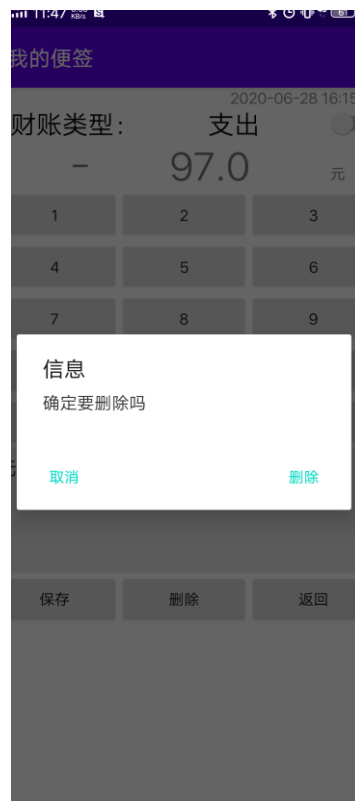 11:47 KB/s 61
我的便签
2020-06-28 16:15
财账类型: 支出
- 97.0 元
1 2 3
4 5 6
7 8 9
信息
确定要删除吗
取消 删除
保存 删除 返回